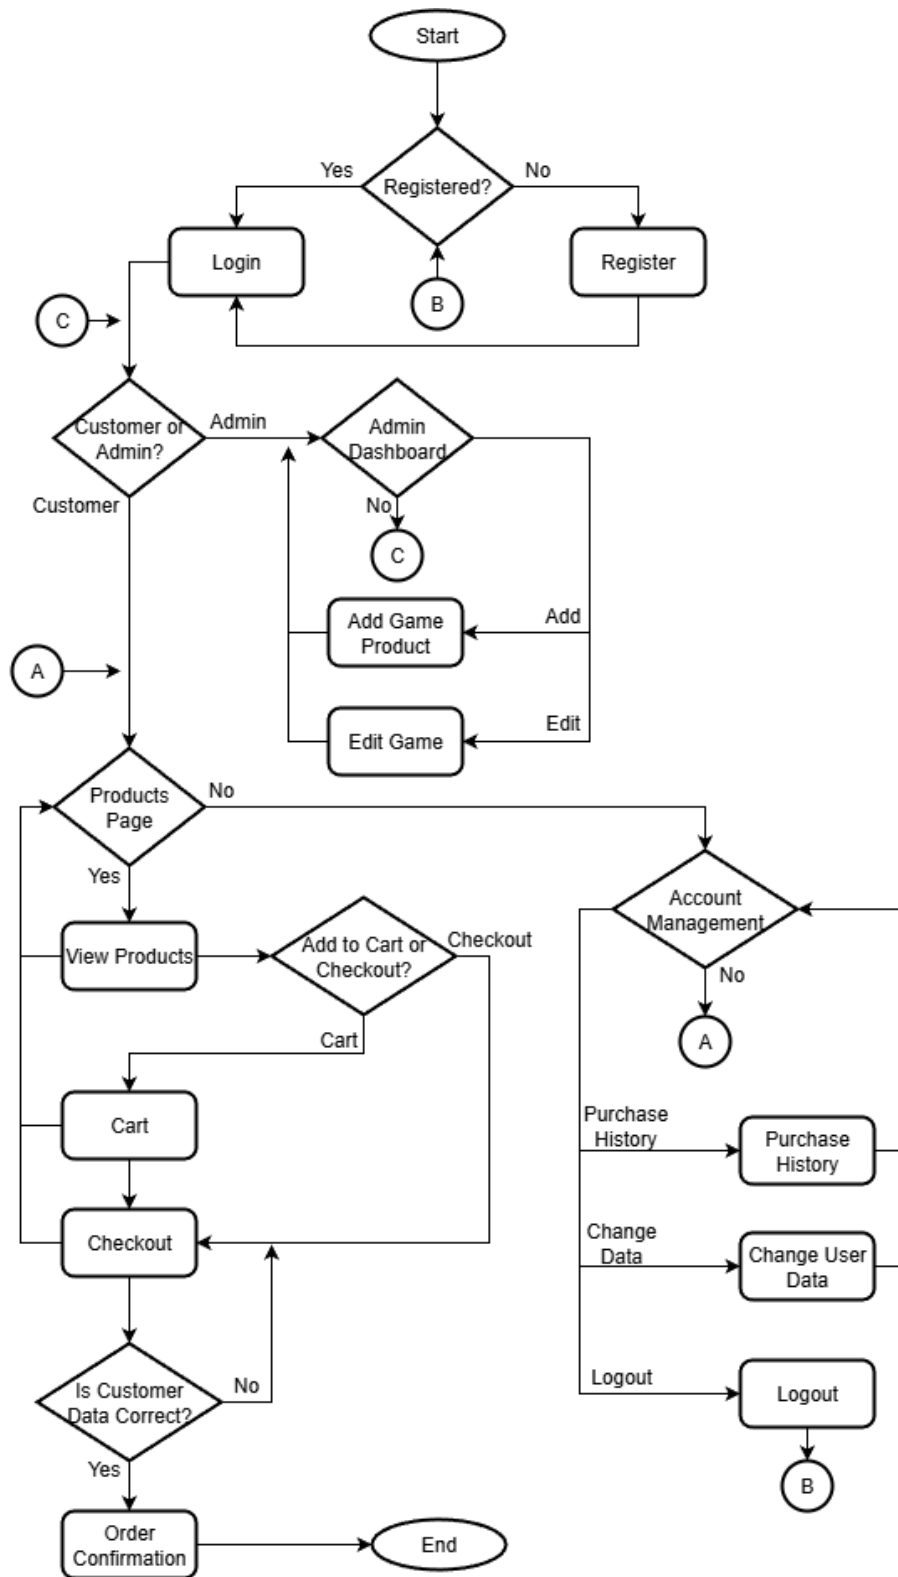 Start
Yes
Registered?
No
Login
Register
B
C
Customer or
Admin?
Admin
Admin
Dashboard
Customer
No
C
Add Game
Product
Add
A
Edit Game
Edit
Products
Page
No
Yes
Account
Management
View Products
Add to Cart or
Checkout?
Checkout
No
A
Cart
Cart
Purchase
History
Purchase
History
Checkout
Change
Data
Change User
Data
Is Customer
Data Correct?
No
Logout
Logout
Yes
B
Order
Confirmation
End